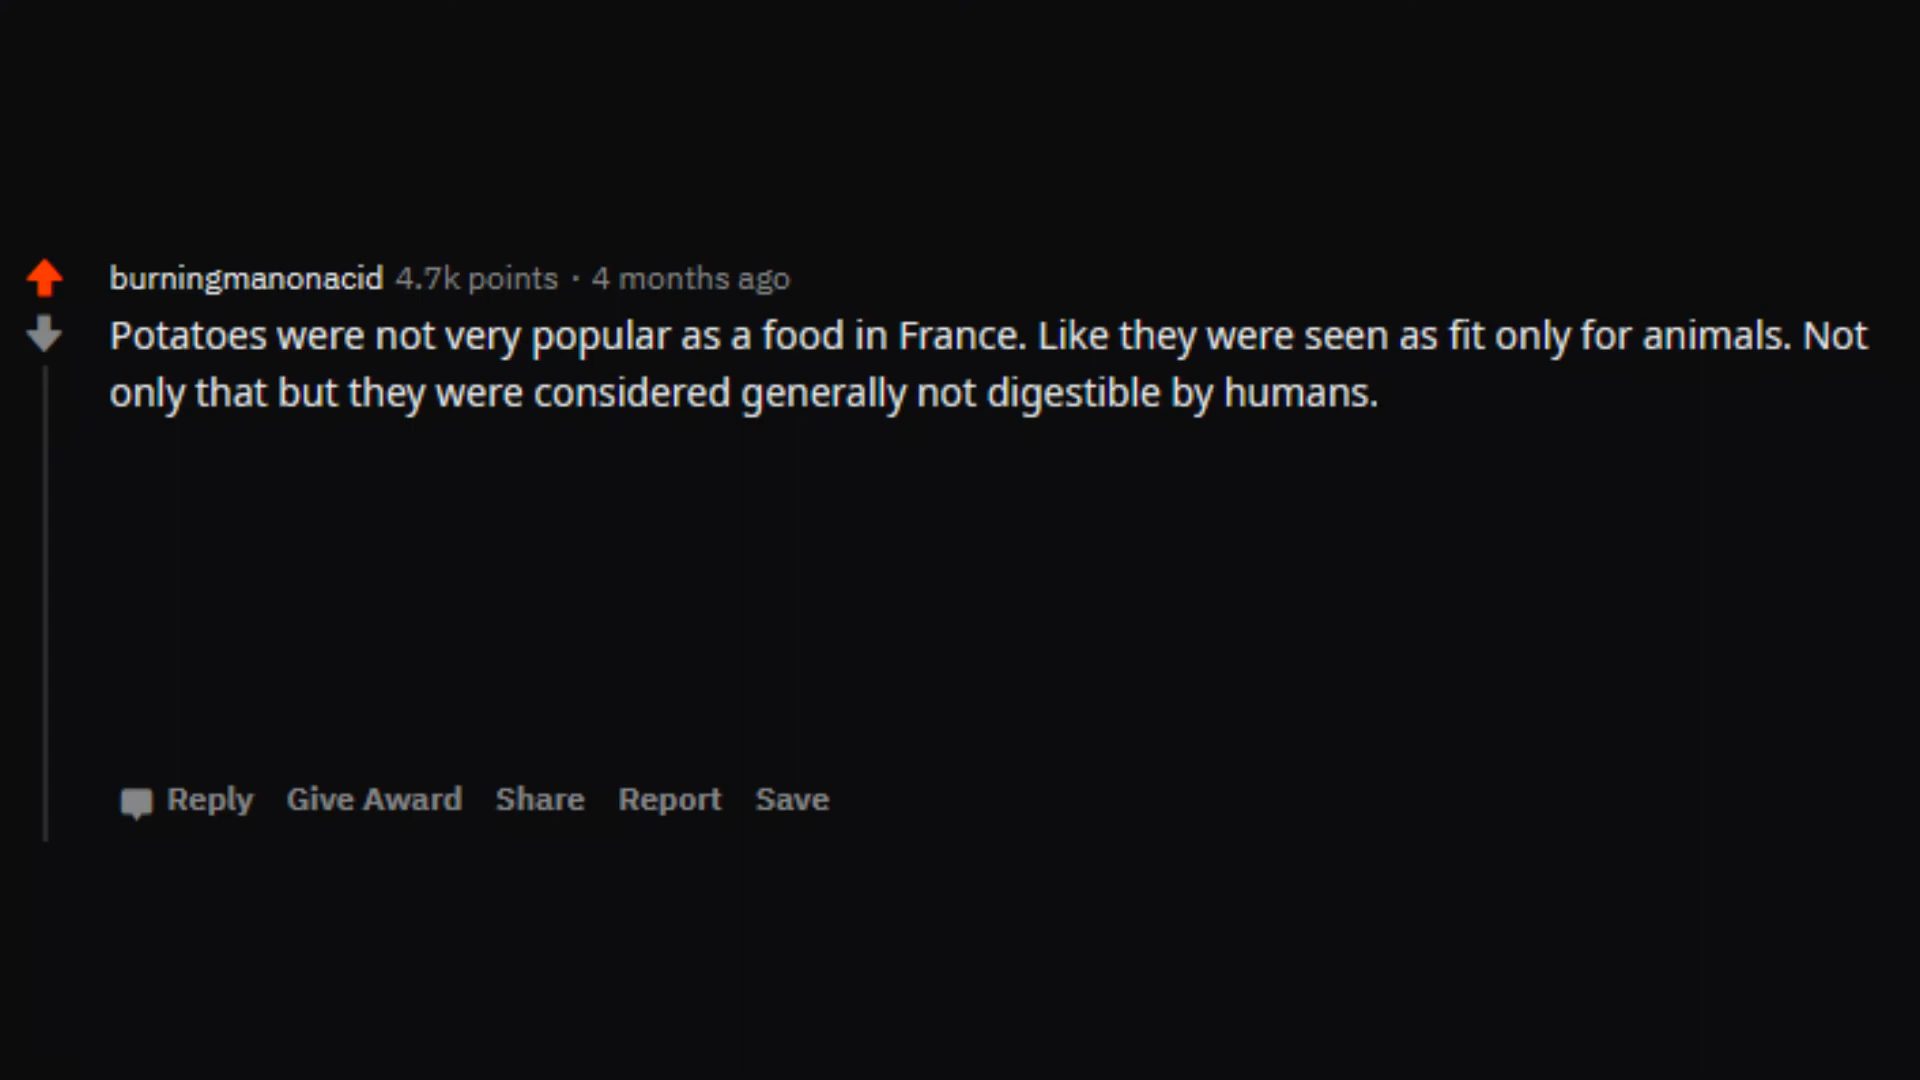 burningmanonacid 4.7k points · 4 months ago
Potatoes were not very popular as a food in France. Like they were seen as fit only for animals. Not
only that but they were considered generally not digestible by humans.
Reply Give Award Share Report Save